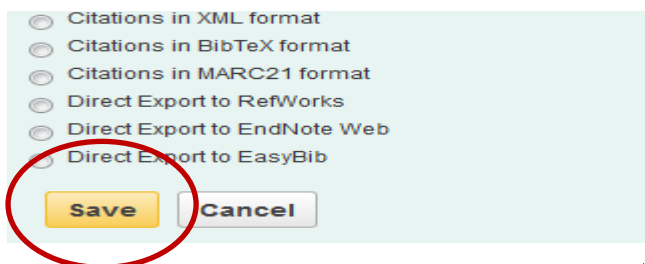 Citations in XML format
Citations in BibTeX format
Citations in MARC21 format
Direct Export to RefWorks
Direct Export to EndNote Web
Direct Export to EasyBib
Save Cancel